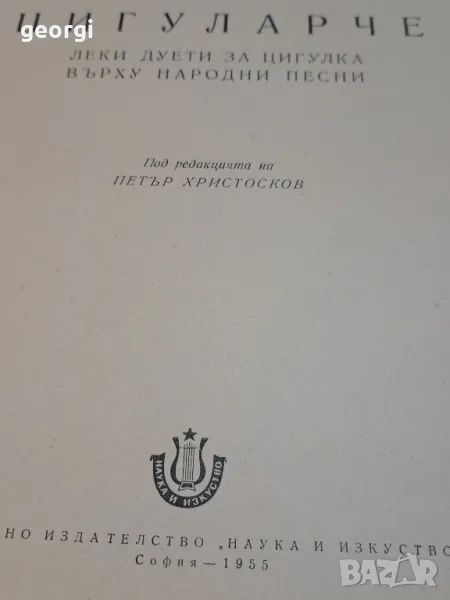 georgi
ЦИГУЛАРЧЕ
ЛЕКИ ДУЕТИ ЗА ЦИГУЛКА
ВЪРХУ НАРОДНИ ПЕСНИ
Под редакцията на
ПЕТЪР ХРИСТОСКОВ
НАУКА И ИЗКУСТВО
НО ИЗДАТЕЛСТВО „НАУКА И ИЗКУСТВО
София — 1955
BAZAR